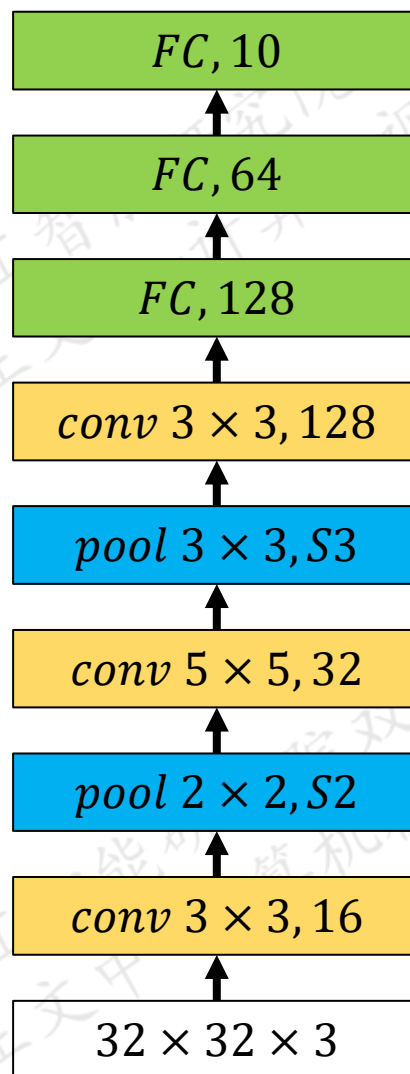 FC, 10
FC, 64
FC, 128
conv 3 × 3, 128
pool 3 × 3, S3
conv 5 × 5, 32
pool 2 × 2, S2
conv 3 × 3, 16
32 × 32 × 3